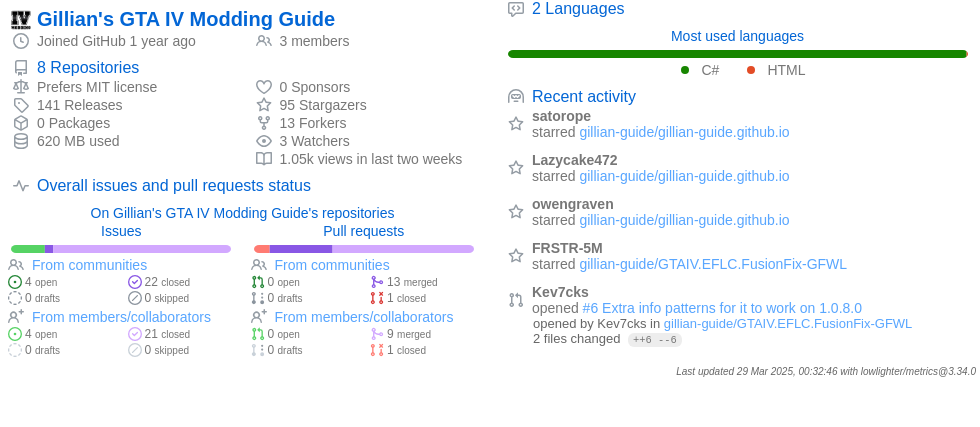 IV
Gillian's GTA IV Modding Guide
Joined GitHub 1 year ago
3 members
8 Repositories
Prefers MIT license
141 Releases
0 Packages
620 MB used
0 Sponsors
95 Stargazers
13 Forkers
3 Watchers
1.05k views in last two weeks
Overall issues and pull requests status
On Gillian's GTA IV Modding Guide's repositories
Issues
From communities
4 open
22 closed
0 drafts
0 skipped
From members/collaborators
4 open
21 closed
0 drafts
0 skipped
Pull requests
From communities
0 open
13 merged
0 drafts
1 closed
From members/collaborators
0 open
9 merged
0 drafts
1 closed
2 Languages
Most used languages
C#
HTML
Recent activity
satorope
starred gillian-guide/gillian-guide.github.io
Lazycake472
starred gillian-guide/gillian-guide.github.io
owengraven
starred gillian-guide/gillian-guide.github.io
FRSTR-5M
starred gillian-guide/GTAIV.EFLC.FusionFix-GFWL
Kev7cks
opened #6 Extra info patterns for it to work on 1.0.8.0
opened by Kev7cks in gillian-guide/GTAIV.EFLC.FusionFix-GFWL
2 files changed ++6 --6
Last updated 29 Mar 2025, 00:32:46 with lowlighter/metrics@3.34.0